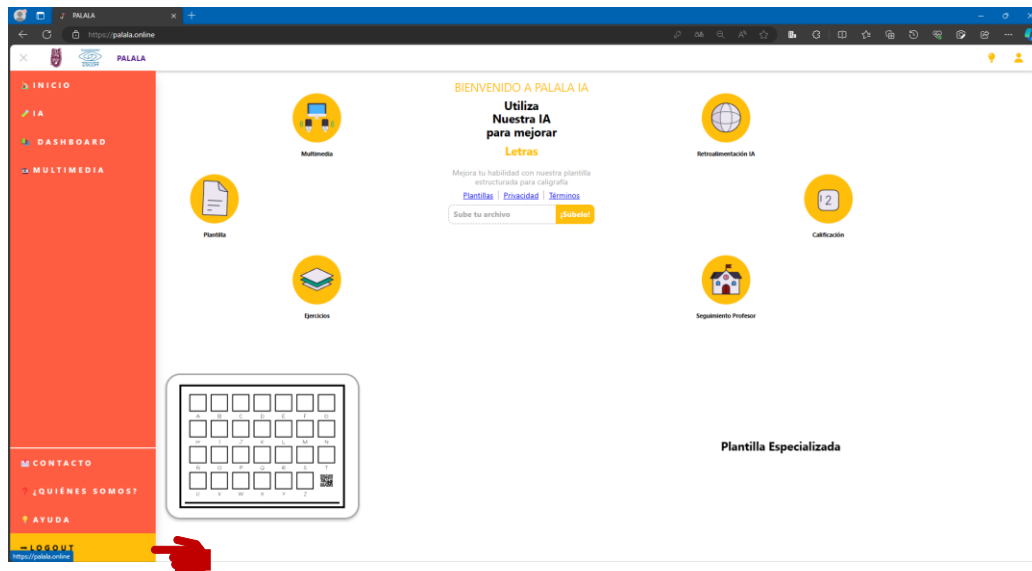 PALALA
https://palala.online
PALALA
INICIO
IA
DASHBOARD
MULTIMEDIA
CONTACTO
¿QUIÉNES SOMOS?
AYUDA
LOGOUT
https://palala.online
BIENVENIDO A PALALA IA
Utiliza
Nuestra IA
para mejorar
Letras
Mejora tu habilidad con nuestra plantilla
estructurada para caligrafía
Plantillas | Privacidad | Términos
Sube tu archivo ¡Súbelo!
Multimedia
Retroalimentación IA
Plantilla
12
Calificación
Ejercicios
Seguimiento Profesor
Plantilla Especializada